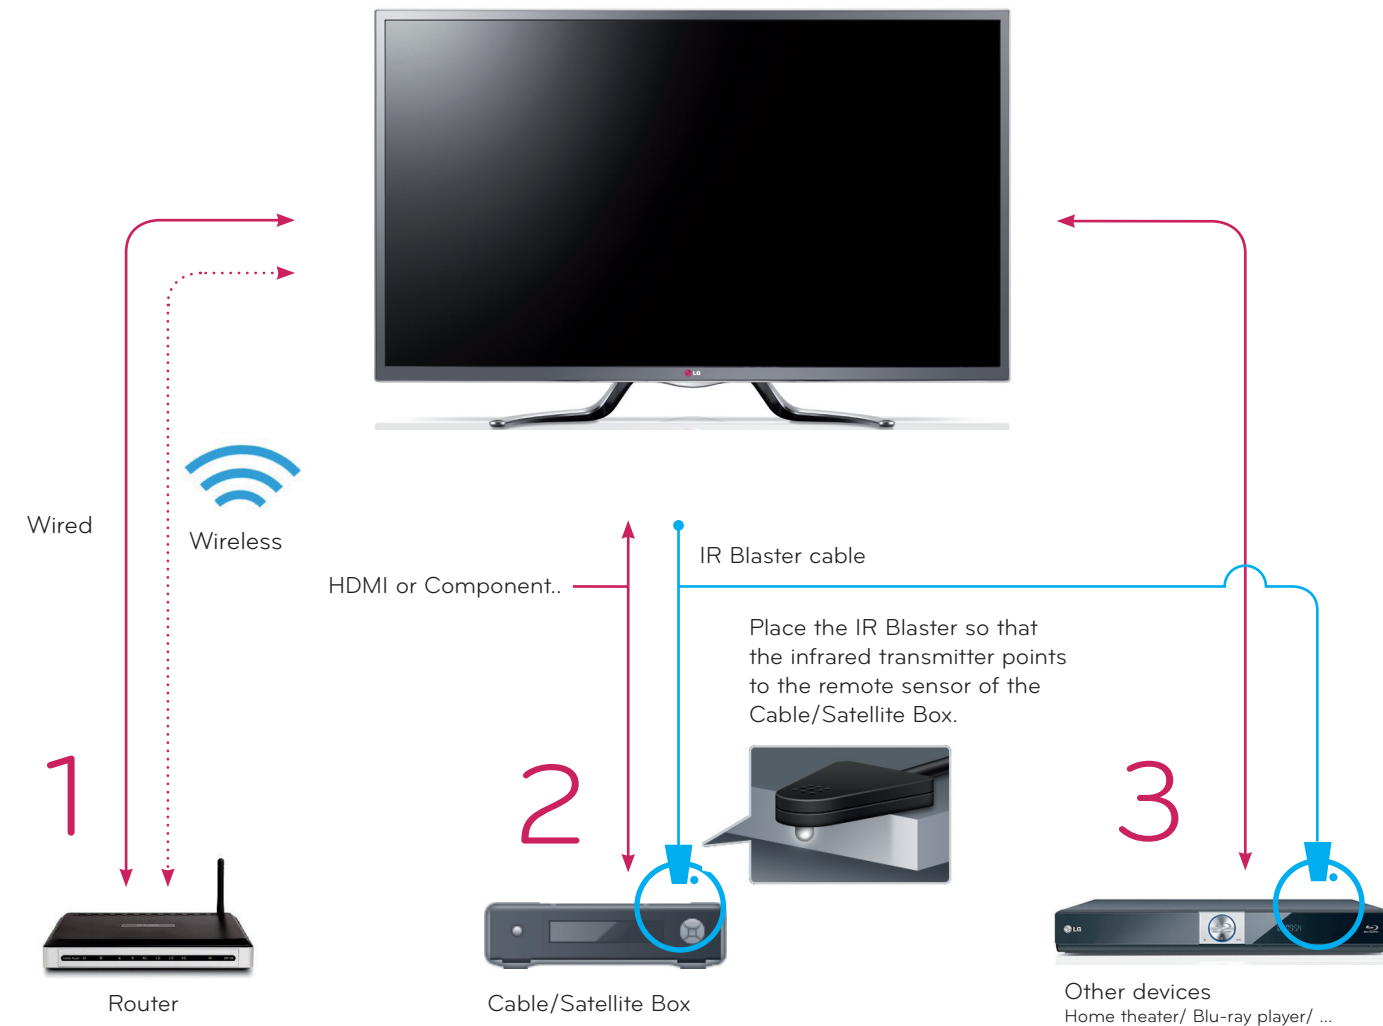 LG
Wired
Wireless
HDMI or Component..
IR Blaster cable
Place the IR Blaster so that
the infrared transmitter points
to the remote sensor of the
Cable/Satellite Box.
1
2
3
LG
Router
Cable/Satellite Box
Other devices
Home theater/ Blu-ray player/ ...